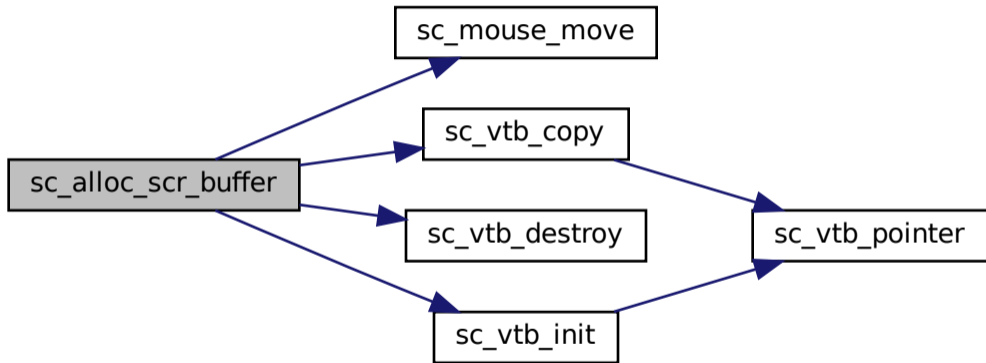 sc_mouse_move
sc_vtb_copy
sc_alloc_scr_buffer
sc_vtb_destroy
sc_vtb_pointer
sc_vtb_init